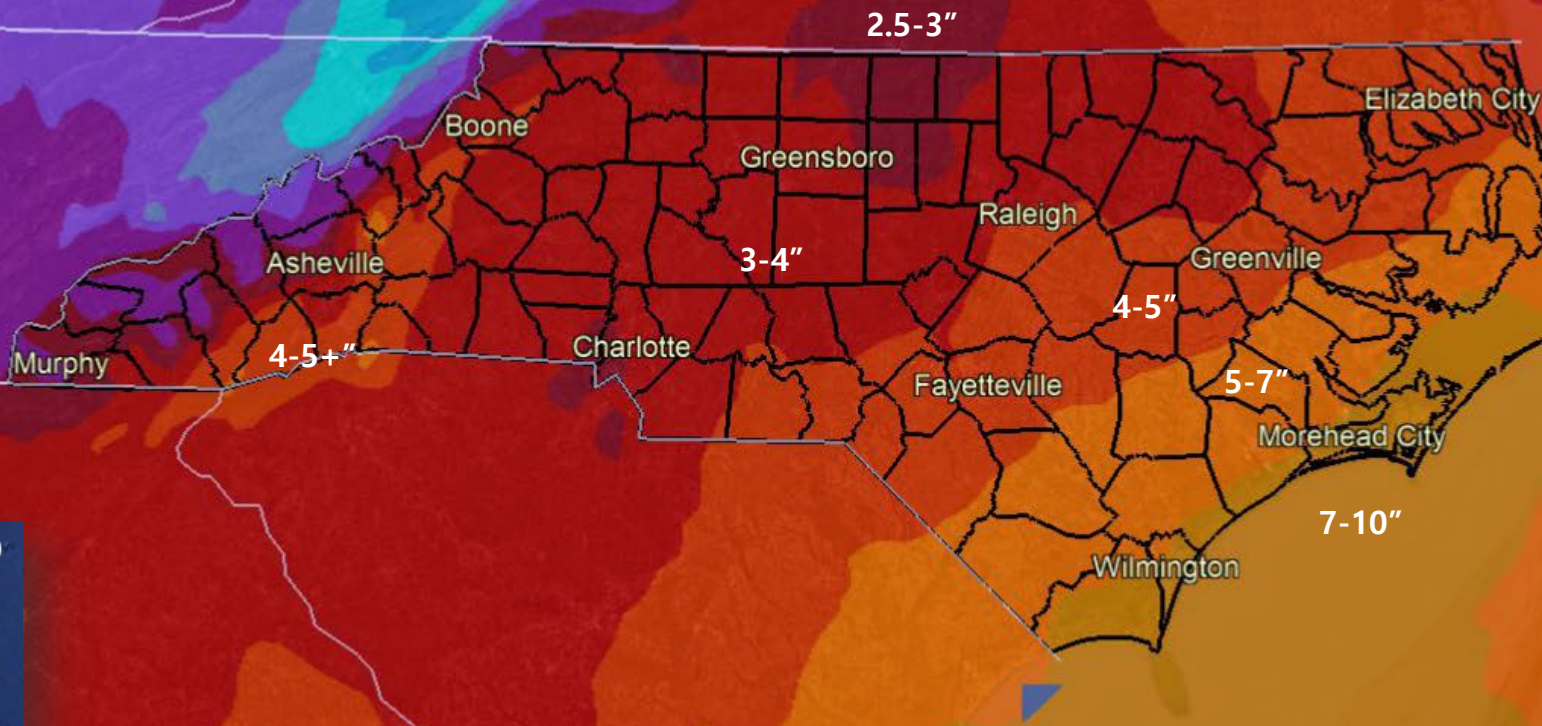 2.5-3”
Elizabeth City
Boone
Greensboro
Raleigh
Asheville
3-4”
Greenville
4-5”
Murphy
4-5+”
Charlotte
Fayetteville
5-7”
Morehead City
7-10”
Wilmington